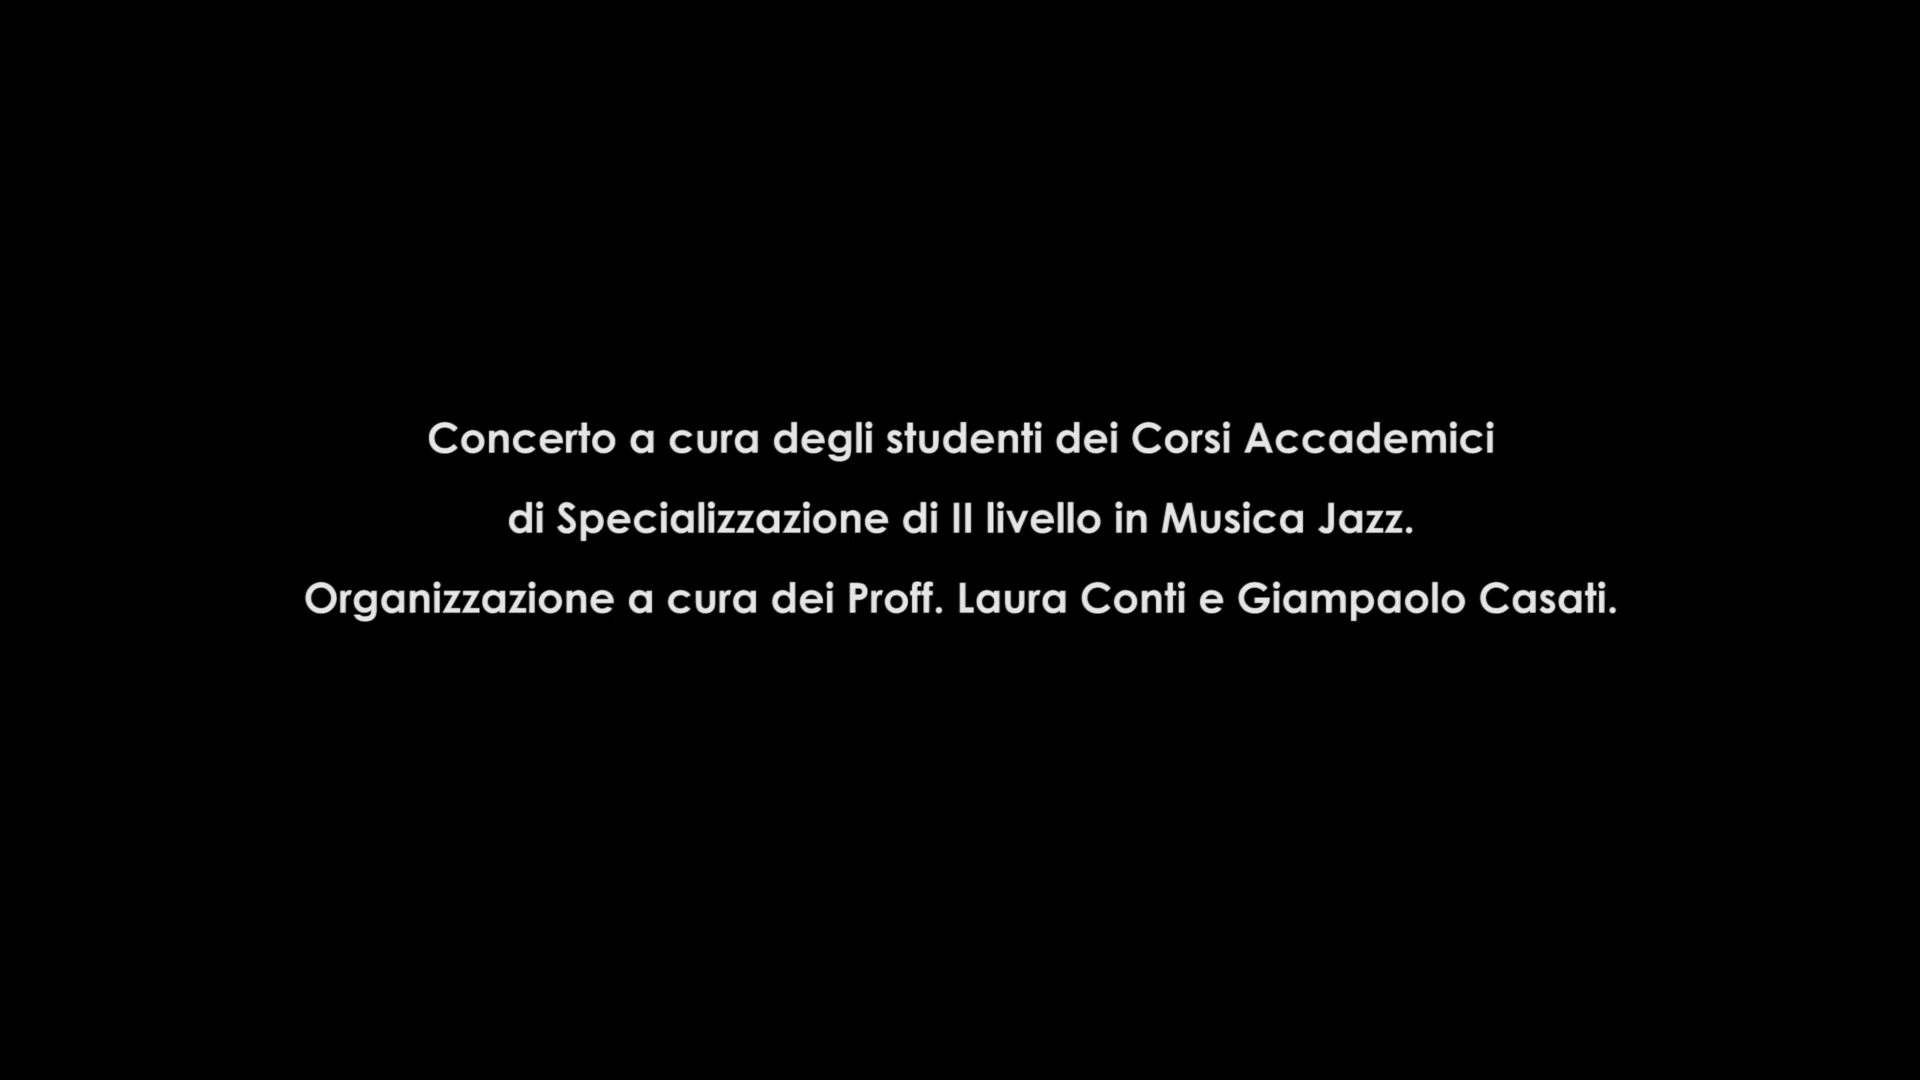 Concerto a cura degli studenti dei Corsi Accademici
di Specializzazione di II livello in Musica Jazz.
Organizzazione a cura dei Proff. Laura Conti e Giampaolo Casati.